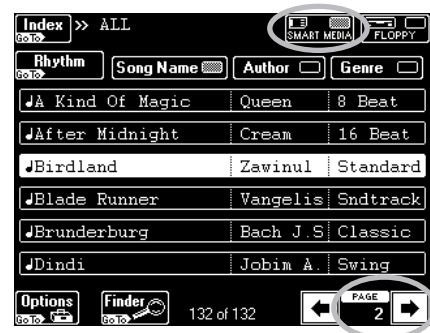 Index >> ALL
Go To
SMART MEDIA FLOPPY
Rhythm Song Name Author Genre
Go To
A Kind Of Magic Queen 8 Beat
After Midnight Cream 16 Beat
Birdland Zawinul Standard
Blade Runner Vangelis Sndtrack
Brunderburg Bach J.S Classic
Dindi Jobim A. Swing
Options Finder PAGE
Go To Go To 132 of 132 2